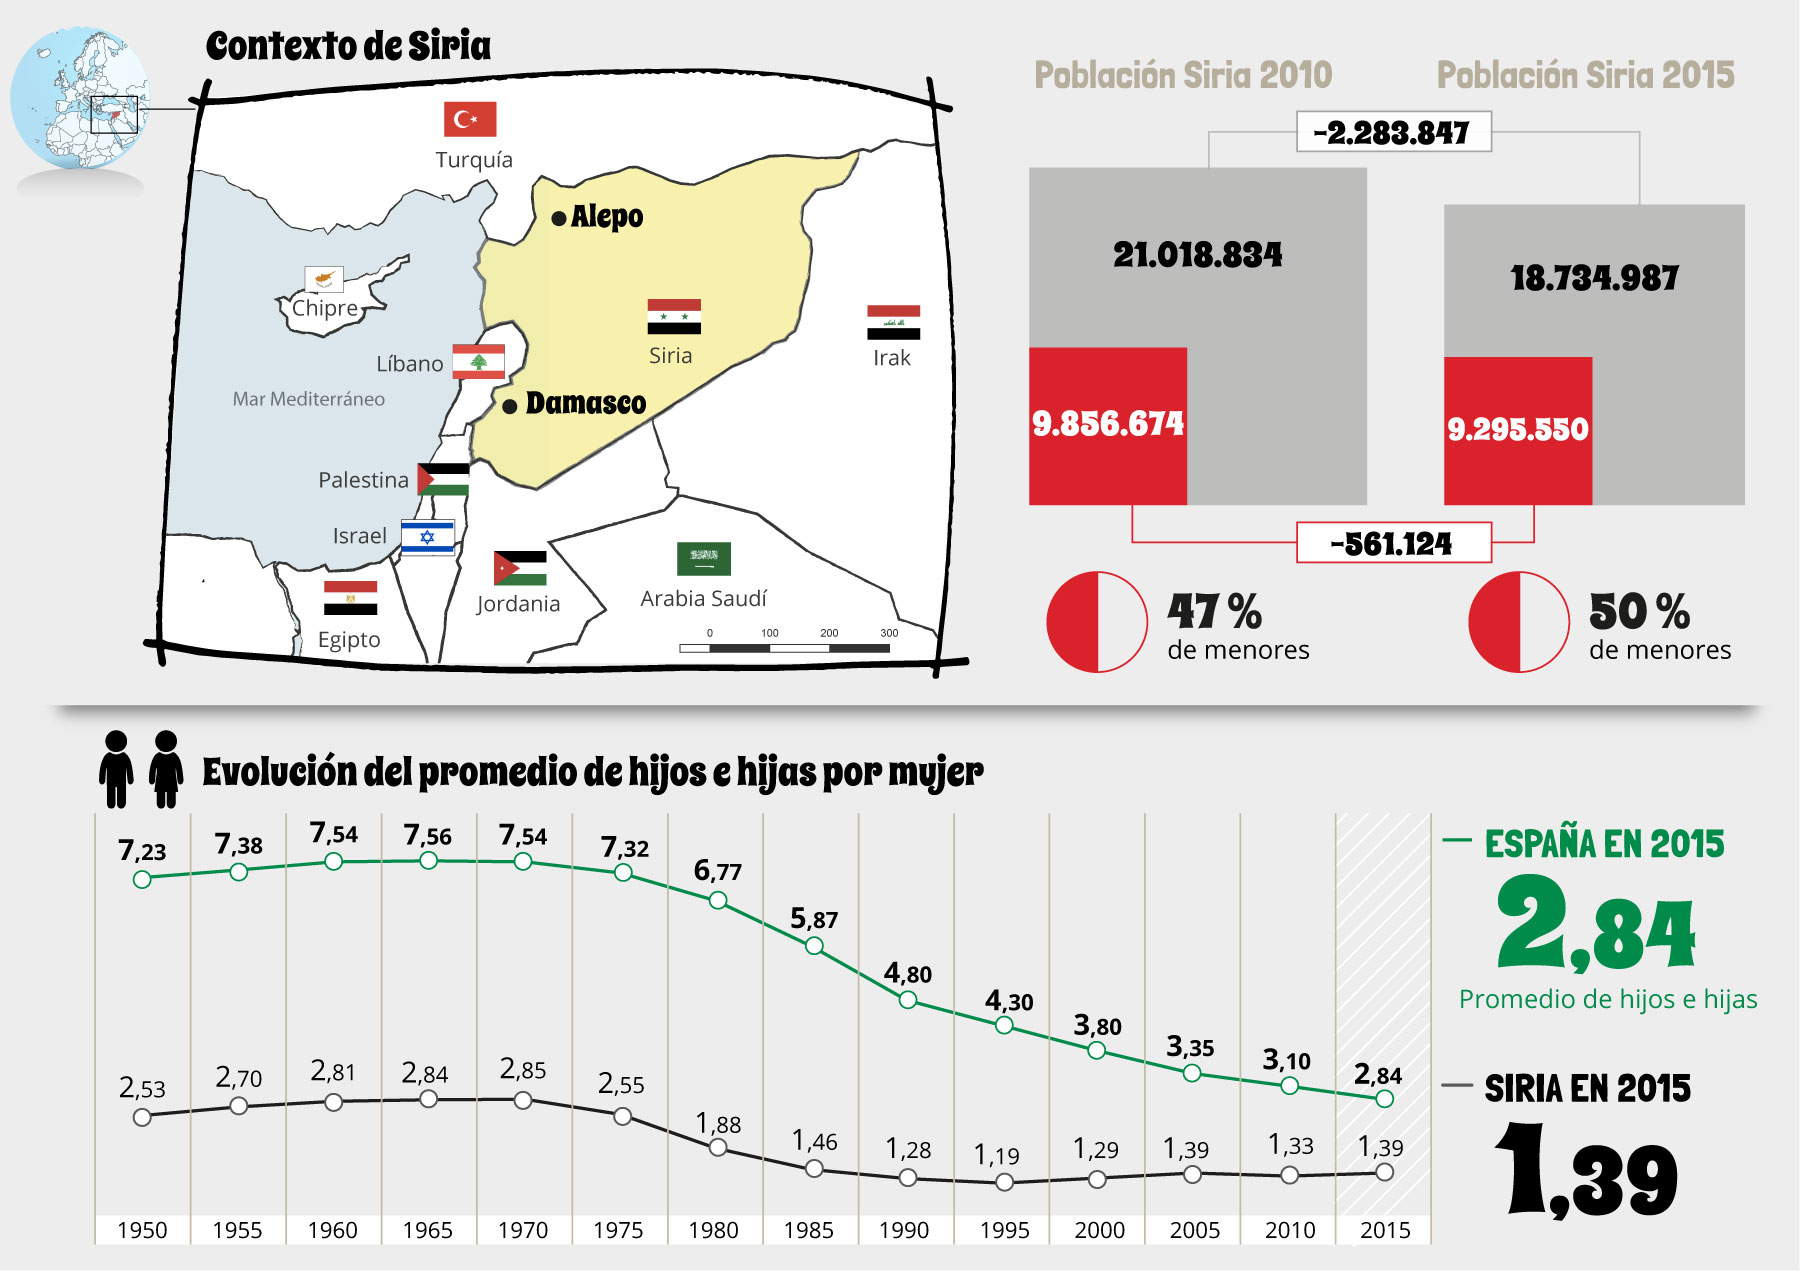 Contexto de Siria
Turquía
Alepo
Chipre
Siria
Irak
Líbano
Mar Mediterráneo
Damasco
Palestina
Israel
Jordania
Arabia Saudí
Egipto
0 100 200 300
Población Siria 2010
Población Siria 2015
-2.283.847
21.018.834
18.734.987
9.856.674
9.295.550
-561.124
47 %
de menores
50 %
de menores
Evolución del promedio de hijos e hijas por mujer
7,23 7,38 7,54 7,56 7,54 7,32 6,77 5,87 4,80 4,30 3,80 3,35 3,10 2,84
2,53 2,70 2,81 2,84 2,85 2,55 1,88 1,46 1,28 1,19 1,29 1,39 1,33 1,39
1950 1955 1960 1965 1970 1975 1980 1985 1990 1995 2000 2005 2010 2015
ESPAÑA EN 2015
2,84
Promedio de hijos e hijas
SIRIA EN 2015
1,39